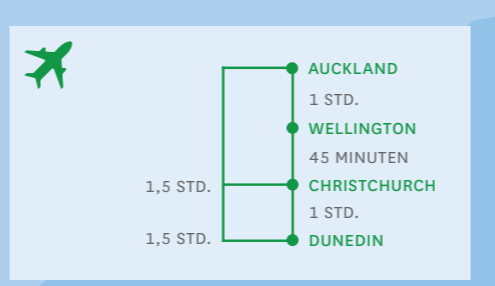 AUCKLAND
1 STD.
WELLINGTON
45 MINUTEN
1,5 STD.
CHRISTCHURCH
1 STD.
1,5 STD.
DUNEDIN